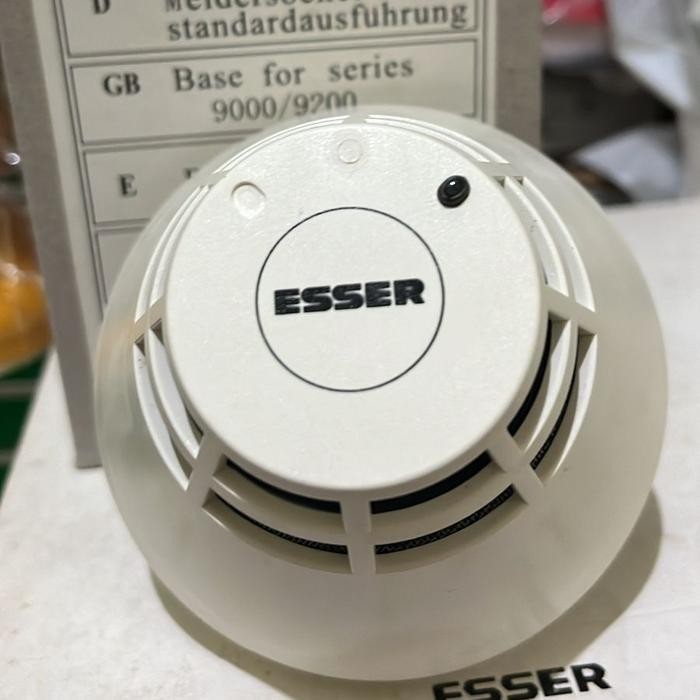 D
standardausführung
GB Base for series
9000/9200
E
ESSER
ESSER